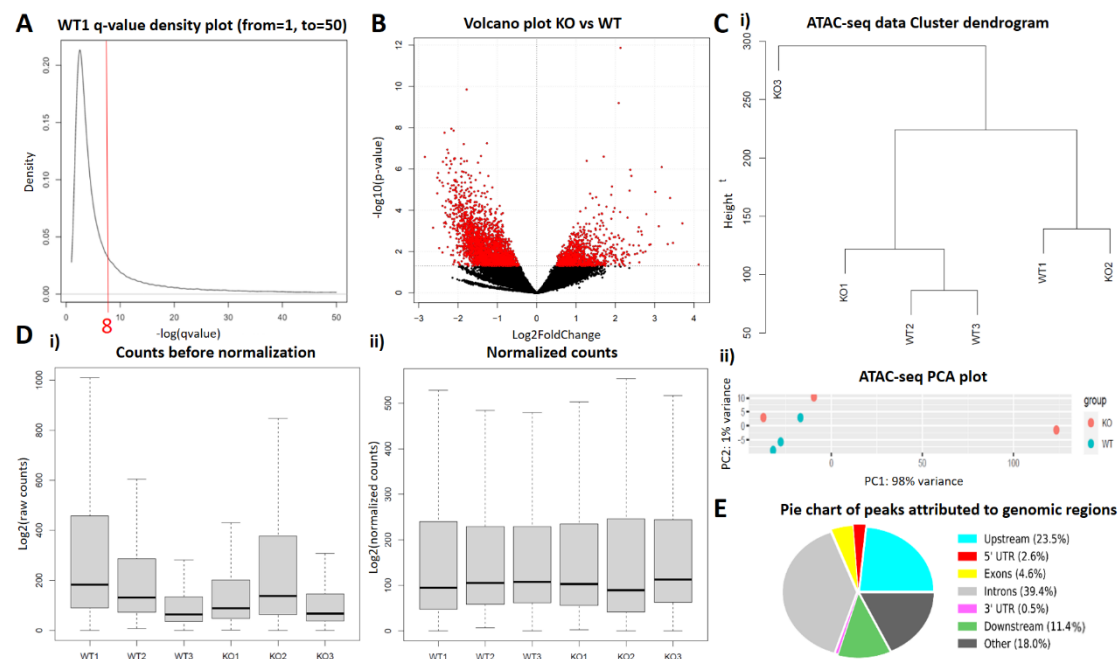 A
WT1 q-value density plot (from=1, to=50)
Density
0.20
0.15
0.10
0.05
0.00
0
10
20
30
40
50
8
-log(qvalue)
B
Volcano plot KO vs WT
-log10(p-value)
12
10
8
6
4
2
0
-3
-2
-1
0
1
2
3
4
Log2FoldChange
C
i)
ATAC-seq data Cluster dendrogram
Height
t
300
250
200
150
100
50
KO3
KO1
WT2
WT3
WT1
KO2
ii)
ATAC-seq PCA plot
PC2: 1% variance
10
5
0
-5
0
50
100
PC1: 98% variance
group
KO
WT
D
i)
Counts before normalization
Log2(raw counts)
1000
800
600
400
200
0
WT1
WT2
WT3
KO1
KO2
KO3
ii)
Normalized counts
Log2(normalized counts)
500
400
300
200
100
0
WT1
WT2
WT3
KO1
KO2
KO3
E
Pie chart of peaks attributed to genomic regions
Upstream (23.5%)
5' UTR (2.6%)
Exons (4.6%)
Introns (39.4%)
3' UTR (0.5%)
Downstream (11.4%)
Other (18.0%)